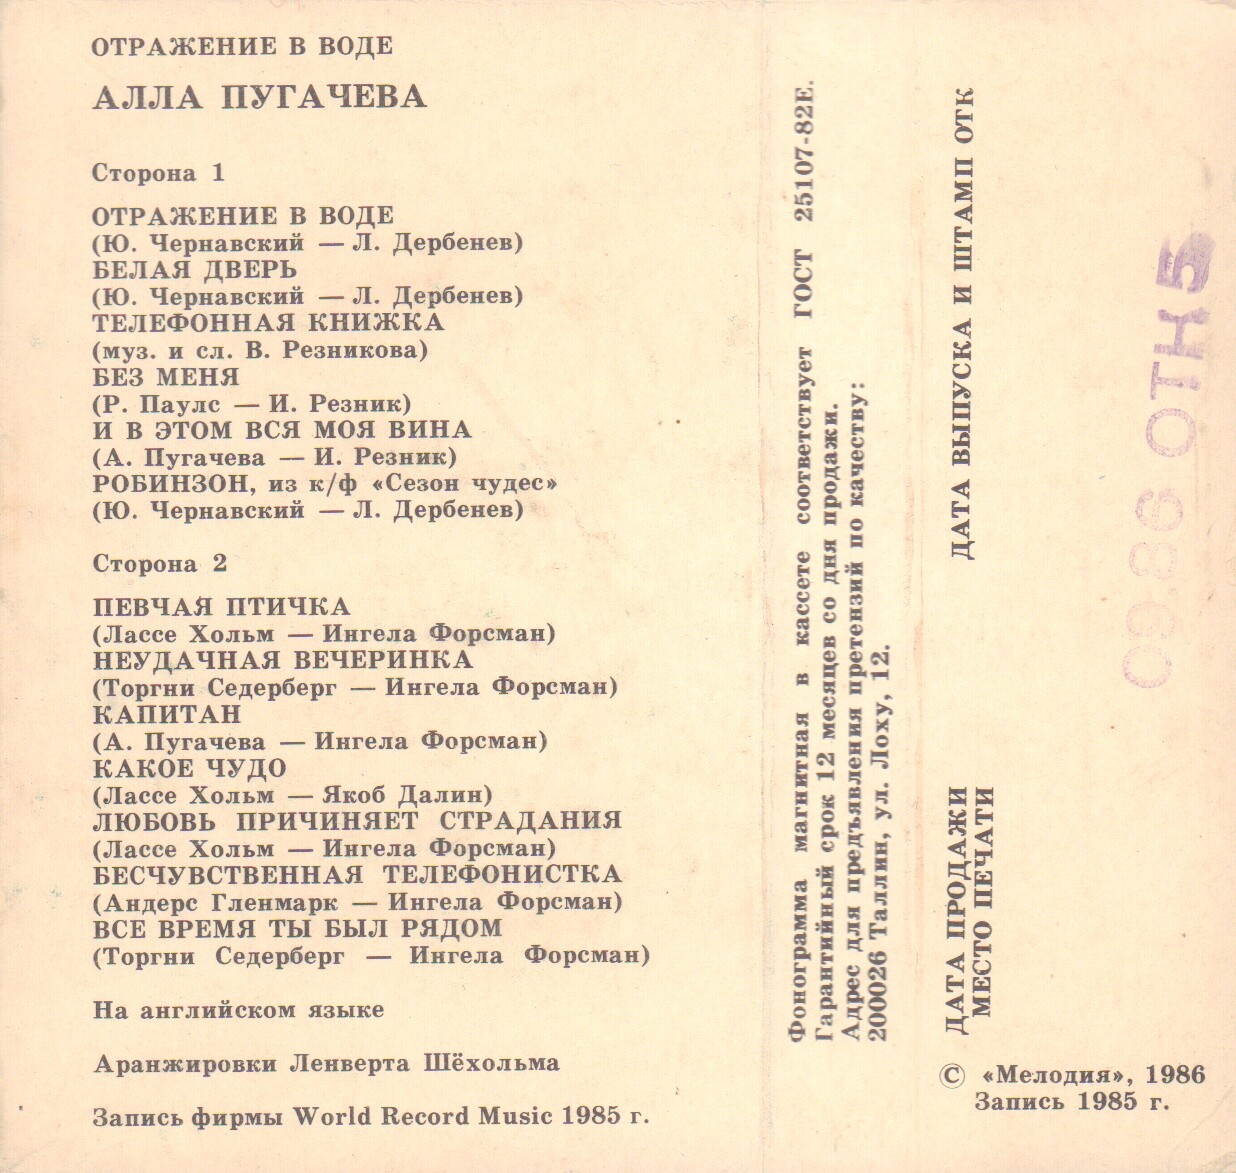 ОТРАЖЕНИЕ В ВОДЕ
АЛЛА ПУГАЧЕВА
Сторона 1
ОТРАЖЕНИЕ В ВОДЕ
(Ю. Чернавский — Л. Дербенев)
БЕЛАЯ ДВЕРЬ
(Ю. Чернавский — Л. Дербенев)
ТЕЛЕФОННАЯ КНИЖКА
(муз. и сл. В. Резникова)
БЕЗ МЕНЯ
(Р. Паулс — И. Резник)
И В ЭТОМ ВСЯ МОЯ ВИНА
(А. Пугачева — И. Резник)
РОБИНЗОН, из к/ф «Сезон чудес»
(Ю. Чернавский — Л. Дербенев)
Сторона 2
ПЕВЧАЯ ПТИЧКА
(Лассе Хольм — Ингела Форсман)
НЕУДАЧНАЯ ВЕЧЕРИНКА
(Торгни Седерберг — Ингела Форсман)
КАПИТАН
(А. Пугачева — Ингела Форсман)
КАКОЕ ЧУДО
(Лассе Хольм — Якоб Далин)
ЛЮБОВЬ ПРИЧИНЯЕТ СТРАДАНИЯ
(Лассе Хольм — Ингела Форсман)
БЕСЧУВСТВЕННАЯ ТЕЛЕФОНИСТКА
(Андерс Гленмарк — Ингела Форсман)
ВСЕ ВРЕМЯ ТЫ БЫЛ РЯДОМ
(Торгни Седерберг — Ингела Форсман)
На английском языке
Аранжировки Ленверта Шёхольма
Запись фирмы World Record Music 1985 г.
Фонограмма магнитная в кассете соответствует ГОСТ 25107-82Е.
Гарантийный срок 12 месяцев со дня продажи.
Адрес для предъявления претензий по качеству:
200026 Таллин, ул. Лоху, 12.
ДАТА ВЫПУСКА И ШТАМП ОТК
09.86 ОТН5
ДАТА ПРОДАЖИ
МЕСТО ПЕЧАТИ
© «Мелодия», 1986
Запись 1985 г.